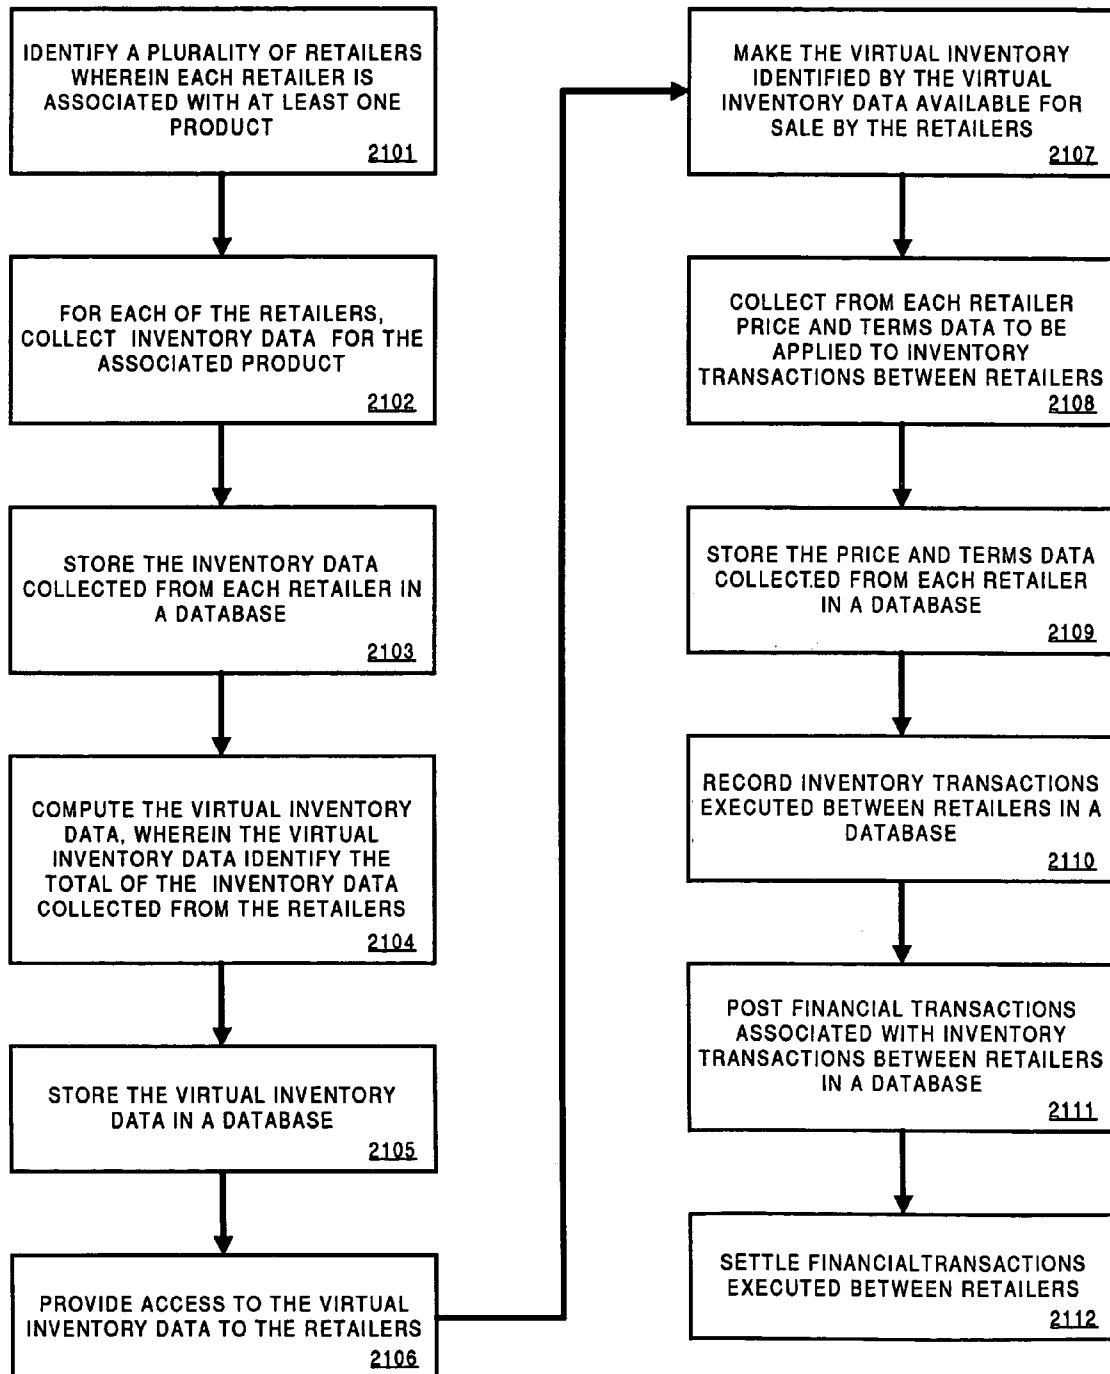 IDENTIFY A PLURALITY OF RETAILERS
WHEREIN EACH RETAILER IS
ASSOCIATED WITH AT LEAST ONE
PRODUCT
2101
FOR EACH OF THE RETAILERS,
COLLECT INVENTORY DATA FOR THE
ASSOCIATED PRODUCT
2102
STORE THE INVENTORY DATA
COLLECTED FROM EACH RETAILER IN
A DATABASE
2103
COMPUTE THE VIRTUAL INVENTORY
DATA, WHEREIN THE VIRTUAL
INVENTORY DATA IDENTIFY THE
TOTAL OF THE INVENTORY DATA
COLLECTED FROM THE RETAILERS
2104
STORE THE VIRTUAL INVENTORY
DATA IN A DATABASE
2105
PROVIDE ACCESS TO THE VIRTUAL
INVENTORY DATA TO THE RETAILERS
2106
MAKE THE VIRTUAL INVENTORY
IDENTIFIED BY THE VIRTUAL
INVENTORY DATA AVAILABLE FOR
SALE BY THE RETAILERS
2107
COLLECT FROM EACH RETAILER
PRICE AND TERMS DATA TO BE
APPLIED TO INVENTORY
TRANSACTIONS BETWEEN RETAILERS
2108
STORE THE PRICE AND TERMS DATA
COLLECTED FROM EACH RETAILER
IN A DATABASE
2109
RECORD INVENTORY TRANSACTIONS
EXECUTED BETWEEN RETAILERS IN A
DATABASE
2110
POST FINANCIAL TRANSACTIONS
ASSOCIATED WITH INVENTORY
TRANSACTIONS BETWEEN RETAILERS
IN A DATABASE
2111
SETTLE FINANCIALTRANSACTIONS
EXECUTED BETWEEN RETAILERS
2112